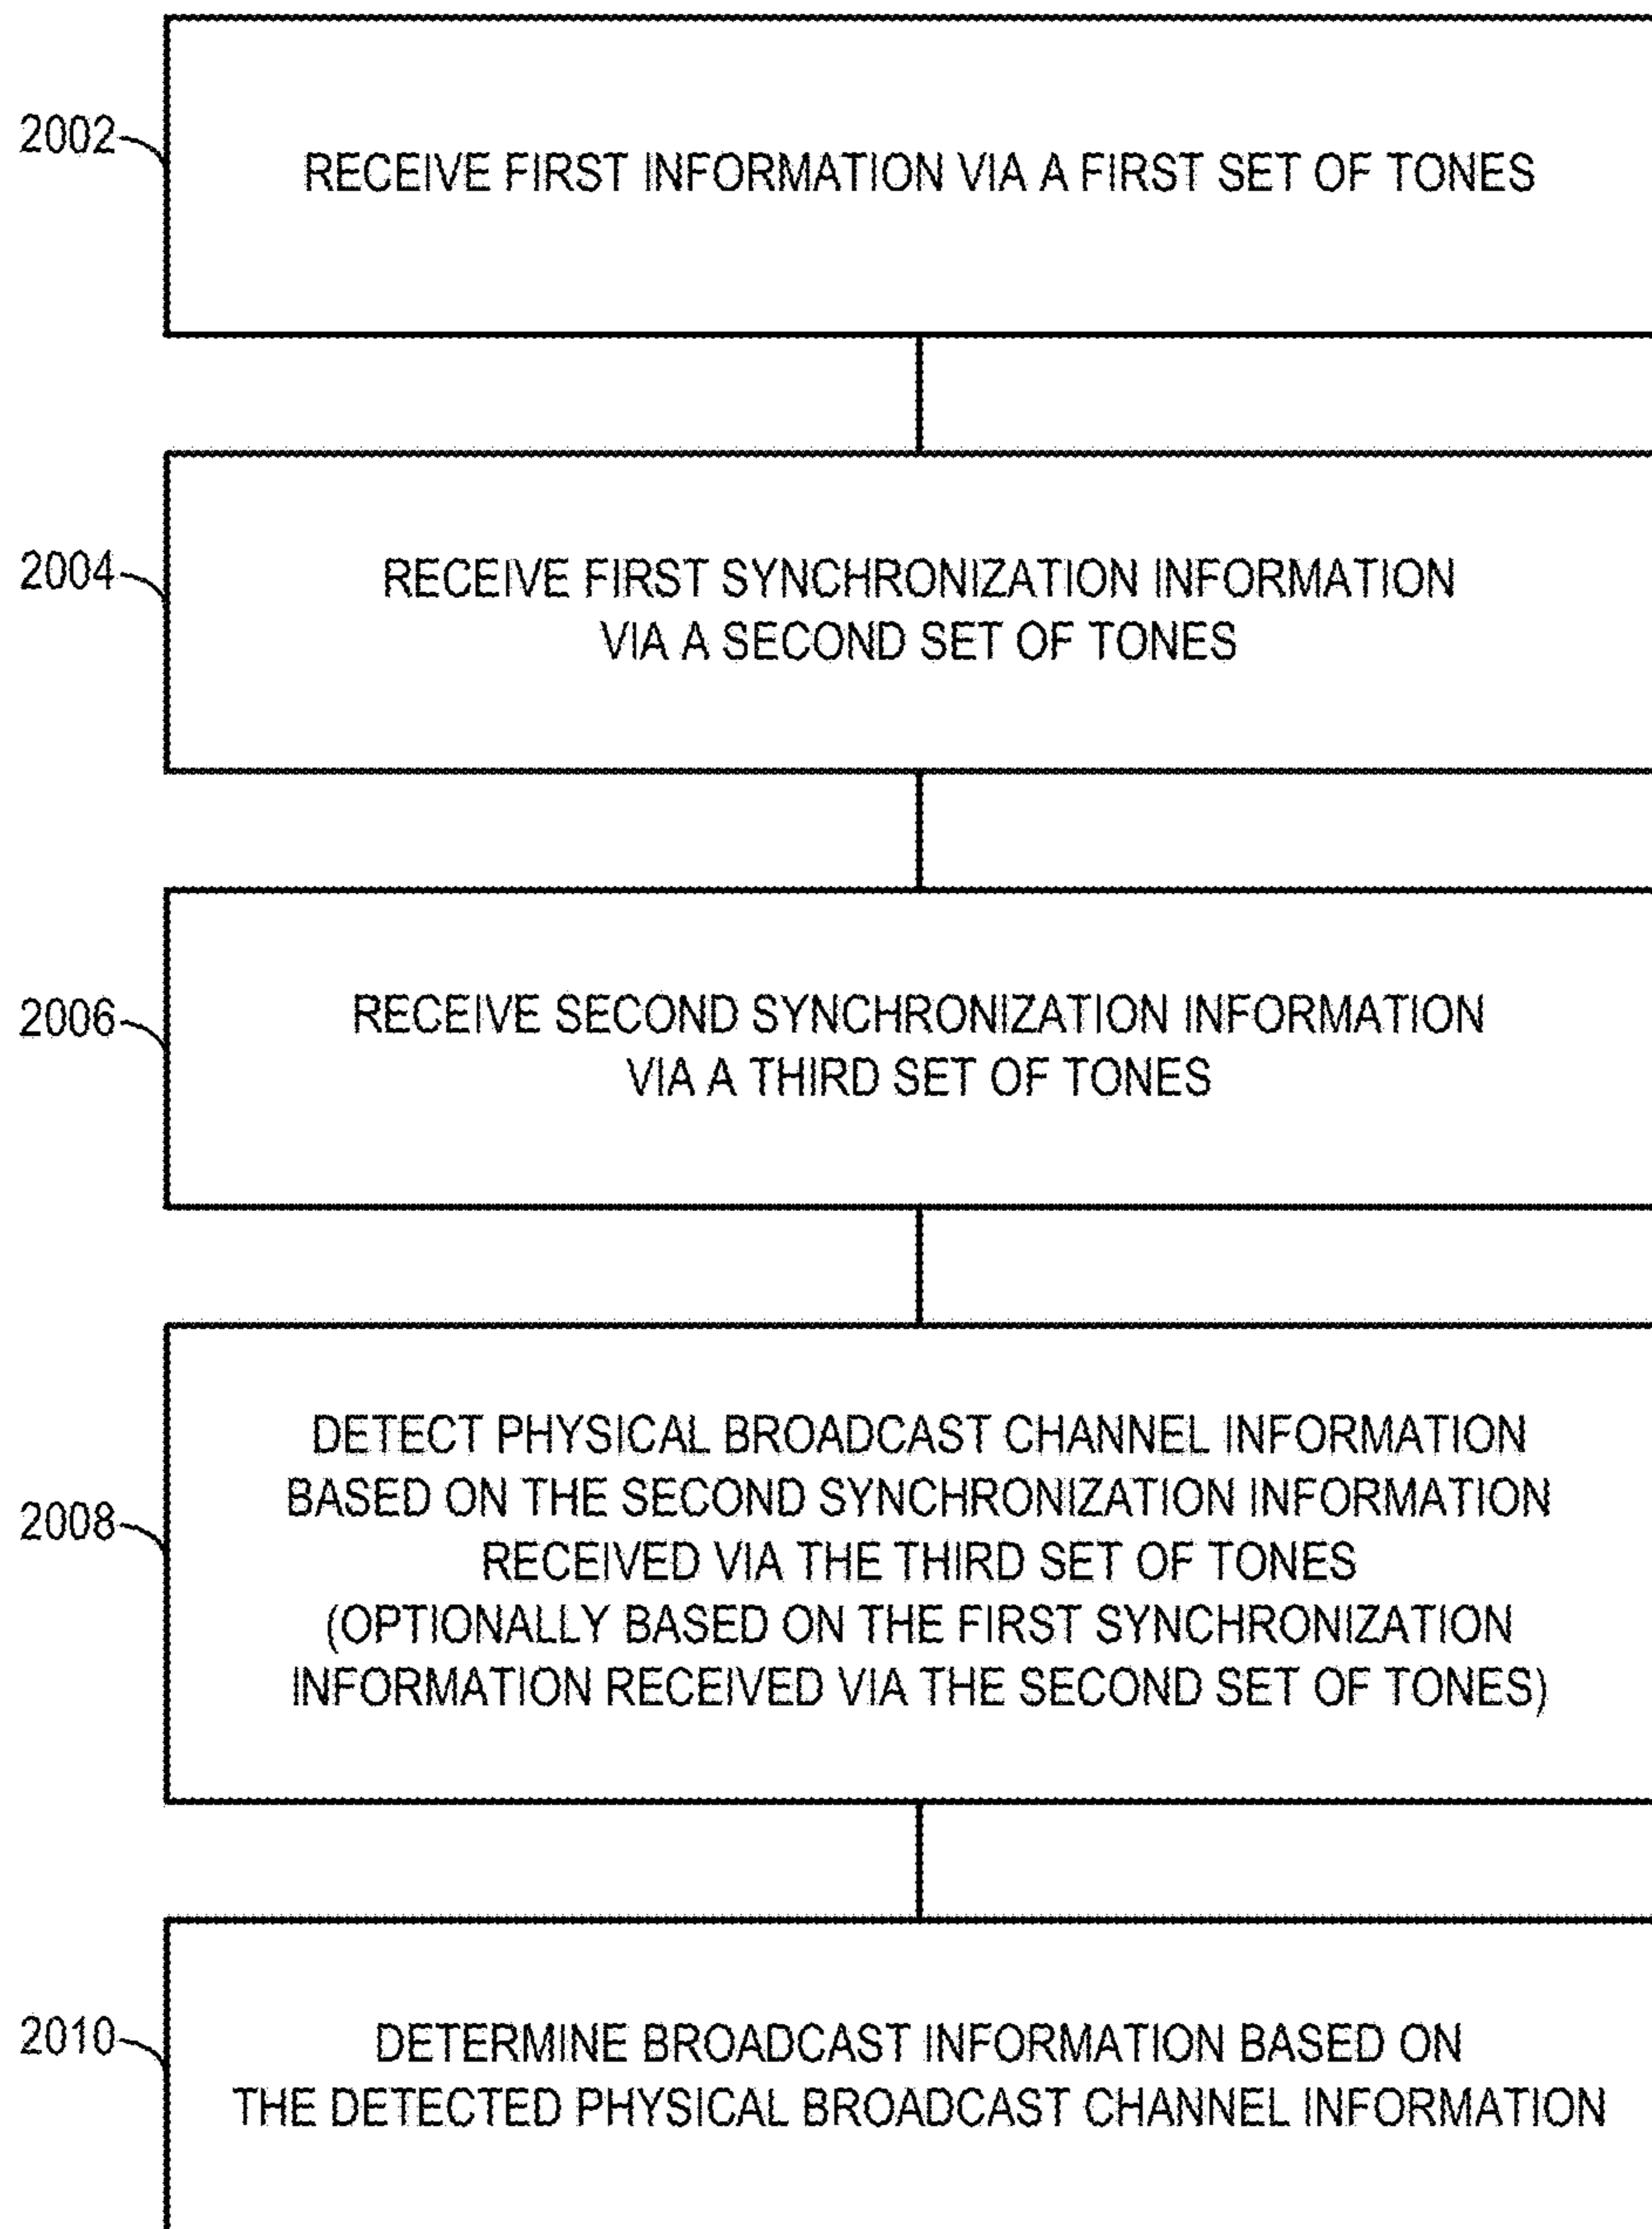 2002
RECEIVE FIRST INFORMATION VIA A FIRST SET OF TONES
2004
RECEIVE FIRST SYNCHRONIZATION INFORMATION
VIA A SECOND SET OF TONES
2006
RECEIVE SECOND SYNCHRONIZATION INFORMATION
VIA A THIRD SET OF TONES
2008
DETECT PHYSICAL BROADCAST CHANNEL INFORMATION
BASED ON THE SECOND SYNCHRONIZATION INFORMATION
RECEIVED VIA THE THIRD SET OF TONES
(OPTIONALLY BASED ON THE FIRST SYNCHRONIZATION
INFORMATION RECEIVED VIA THE SECOND SET OF TONES)
2010
DETERMINE BROADCAST INFORMATION BASED ON
THE DETECTED PHYSICAL BROADCAST CHANNEL INFORMATION